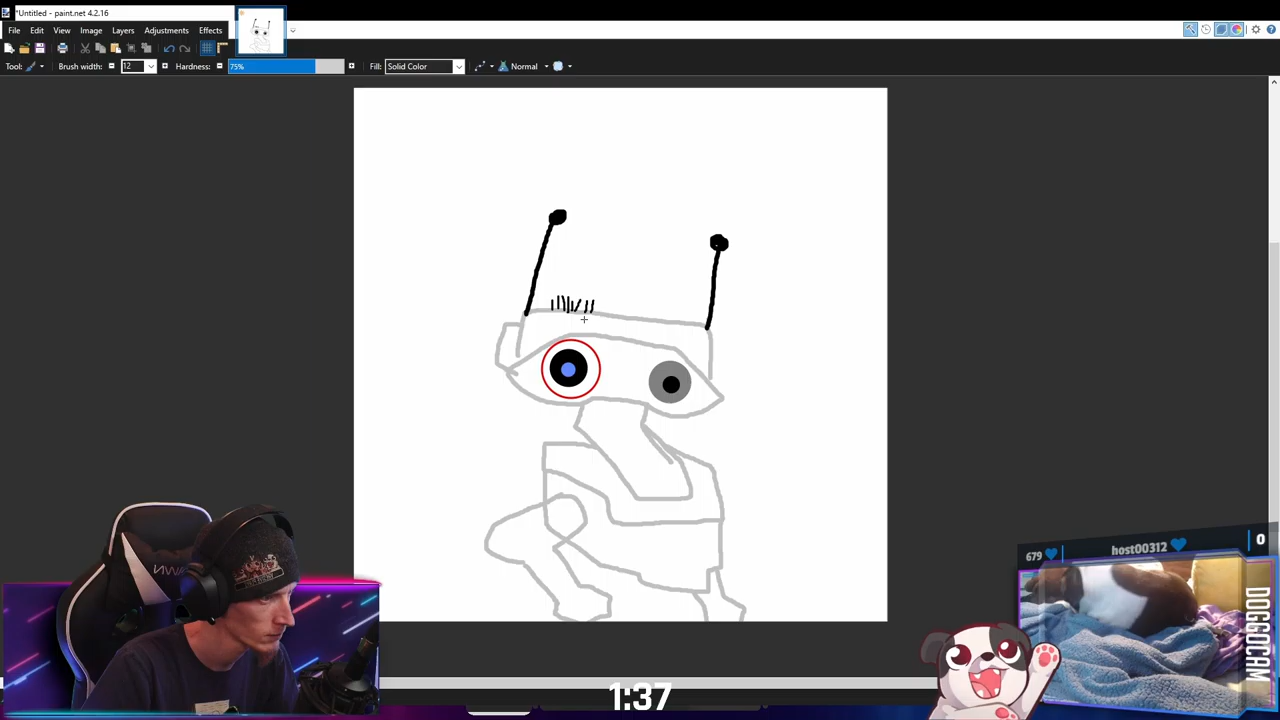 "Untitled - paint.net 4.2.16
File Edit View Image Layers Adjustments Effects
Tool: Brush width: 12 Hardness: 75% Fill: Solid Color Normal
679 host00312 0
DOGGOCAM
1:37